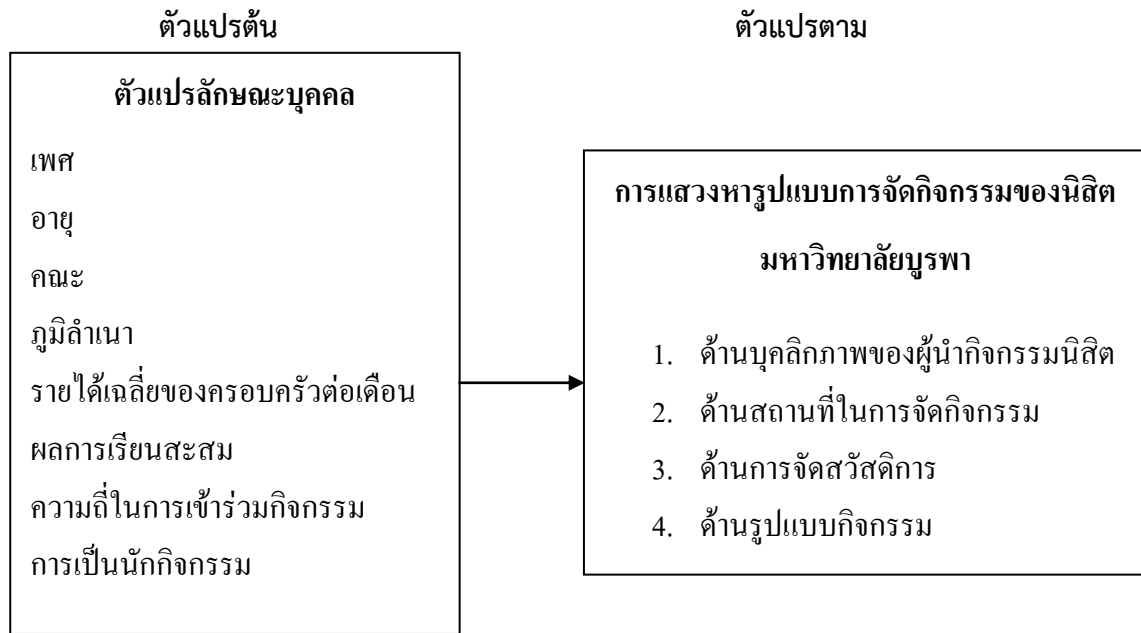 ตัวแปรต้น
ตัวแปรลักษณะบุคคล
เพศ
อายุ
คณะ
ภูมิลำเนา
รายได้เฉลี่ยของครอบครัวต่อเดือน
ผลการเรียนสะสม
ความถี่ในการเข้าร่วมกิจกรรม
การเป็นนักกิจกรรม
ตัวแปรตาม
การแสวงหารูปแบบการจัดกิจกรรมของนิสิต
มหาวิทยาลัยบูรพา
1. ด้านบุคลิกภาพของผู้นำกิจกรรมนิสิต
2. ด้านสถานที่ในการจัดกิจกรรม
3. ด้านการจัดสวัสดิการ
4. ด้านรูปแบบกิจกรรม